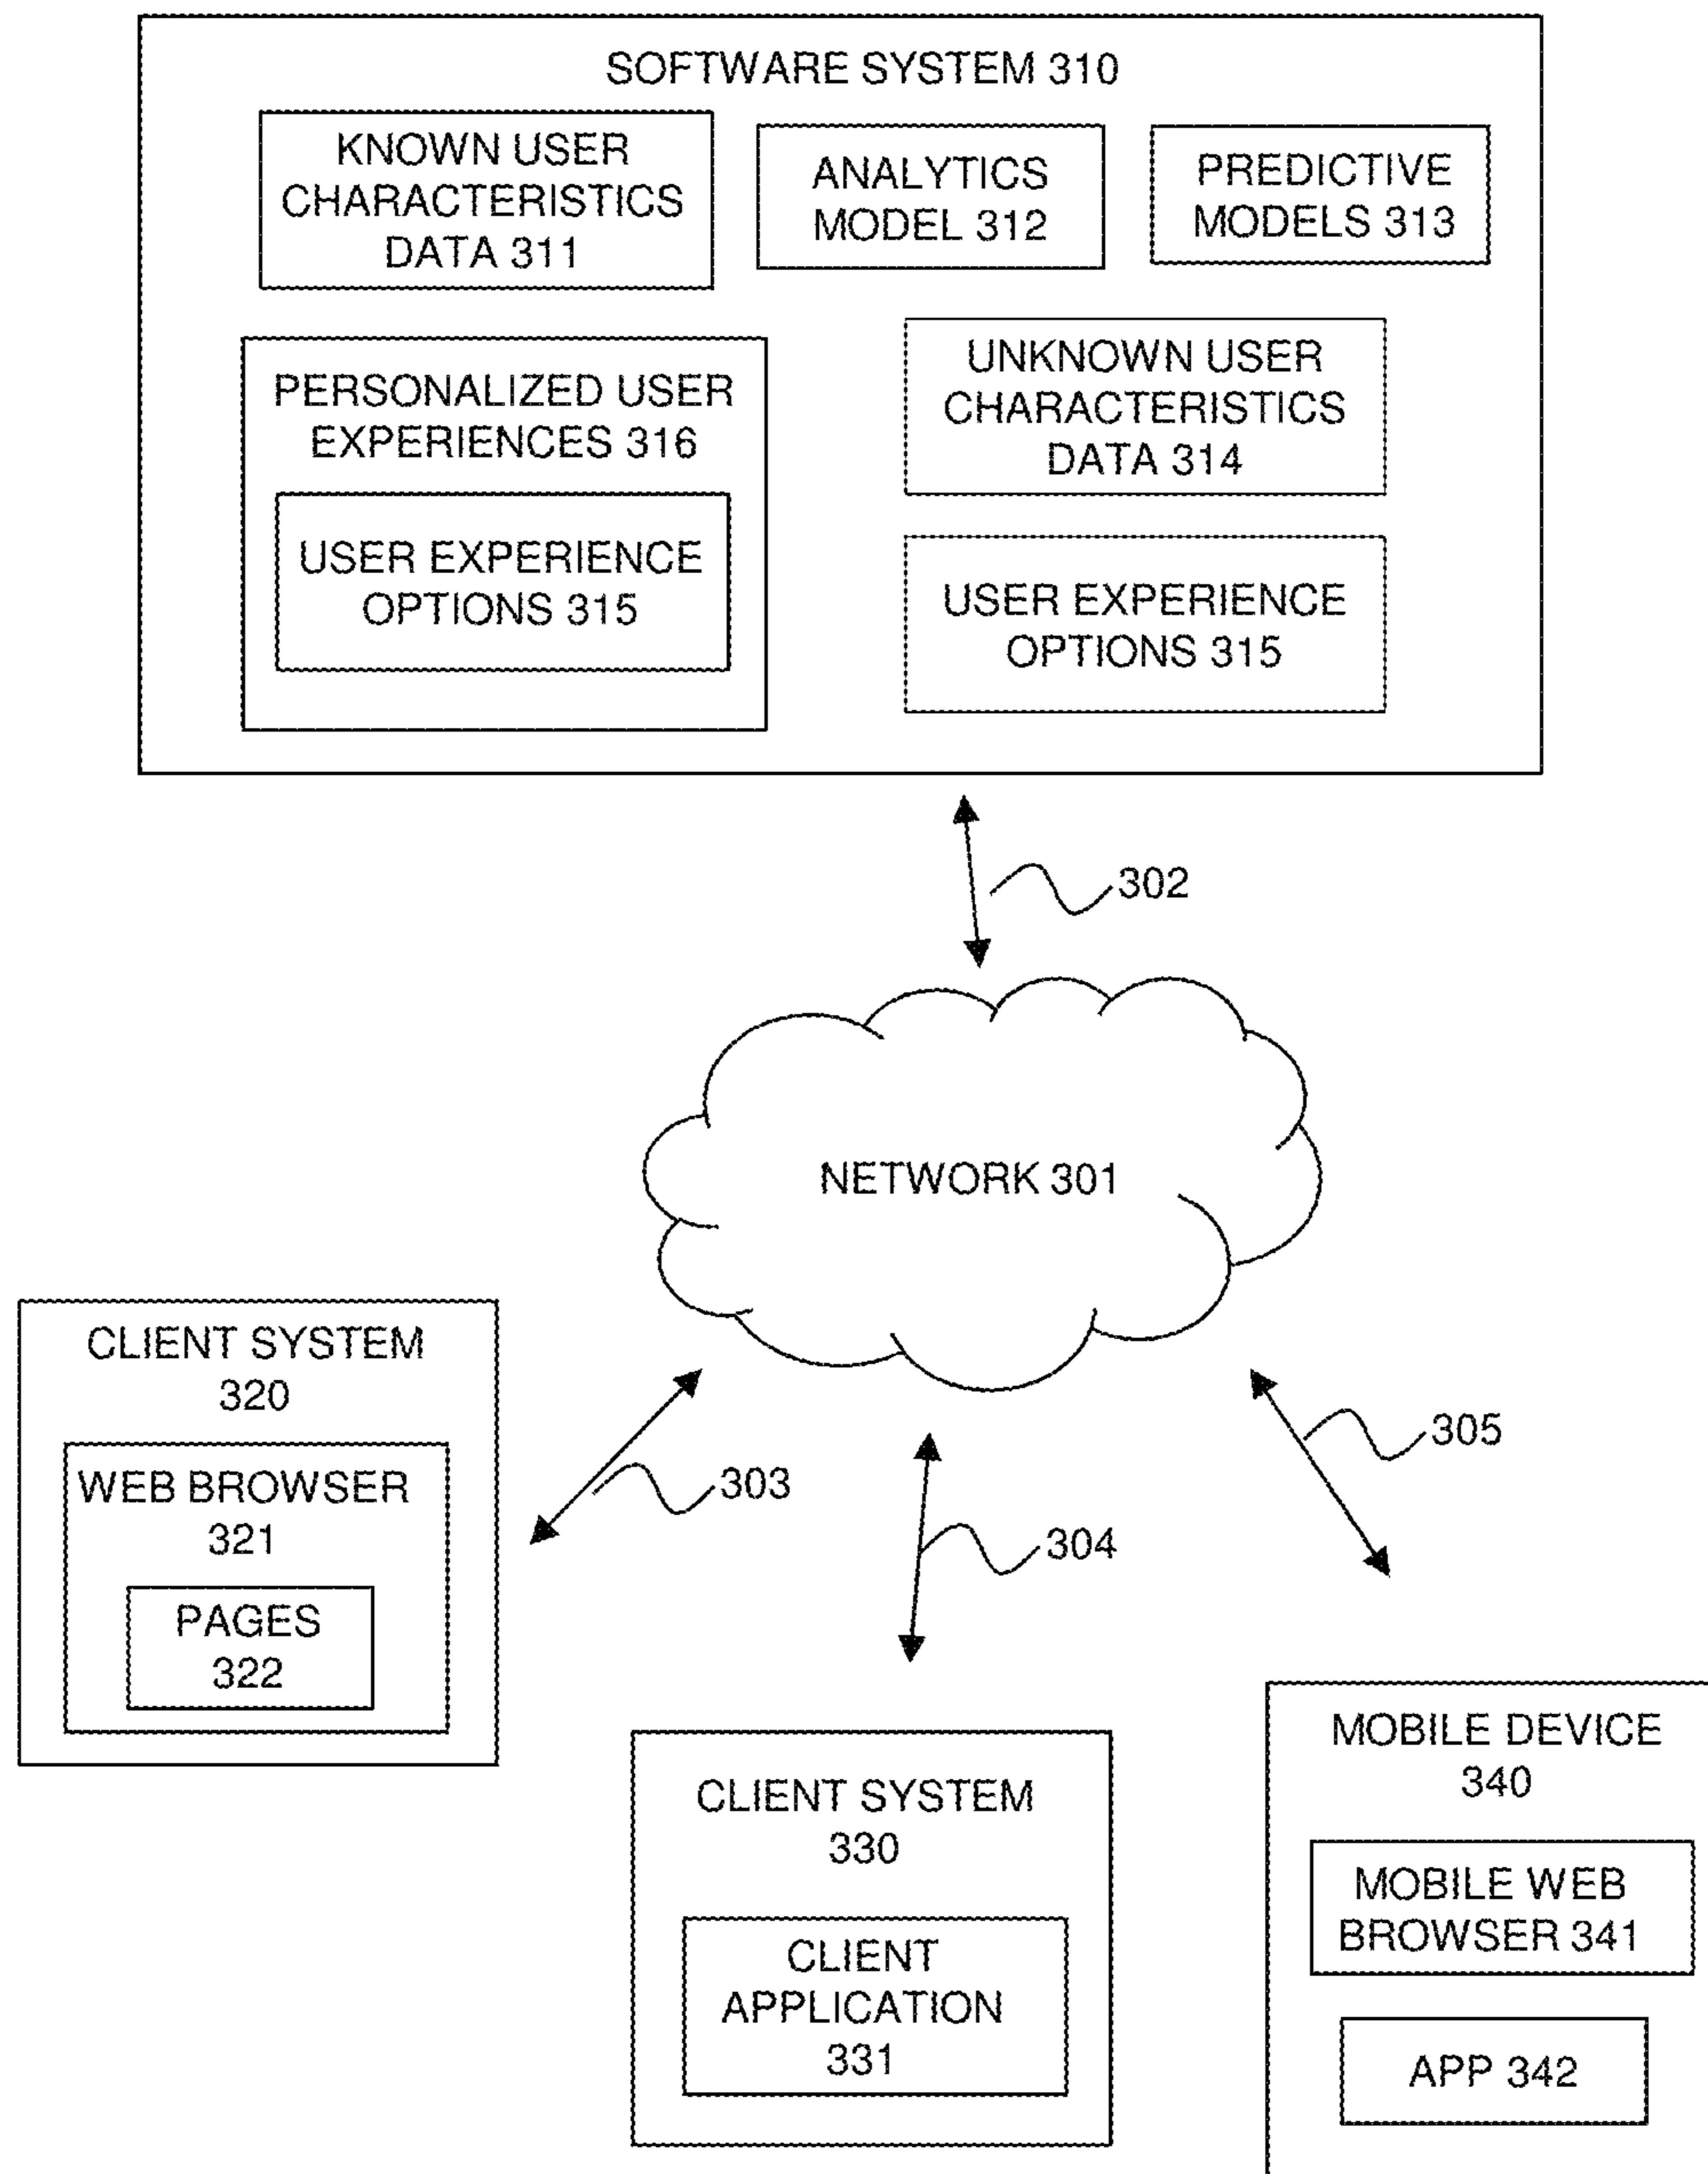 SOFTWARE SYSTEM 310
KNOWN USER
CHARACTERISTICS
DATA 311
ANALYTICS
MODEL 312
PREDICTIVE
MODELS 313
PERSONALIZED USER
EXPERIENCES 316
USER EXPERIENCE
OPTIONS 315
UNKNOWN USER
CHARACTERISTICS
DATA 314
USER EXPERIENCE
OPTIONS 315
302
NETWORK 301
CLIENT SYSTEM
320
WEB BROWSER
321
PAGES
322
303
304
305
CLIENT SYSTEM
330
CLIENT
APPLICATION
331
MOBILE DEVICE
340
MOBILE WEB
BROWSER 341
APP 342